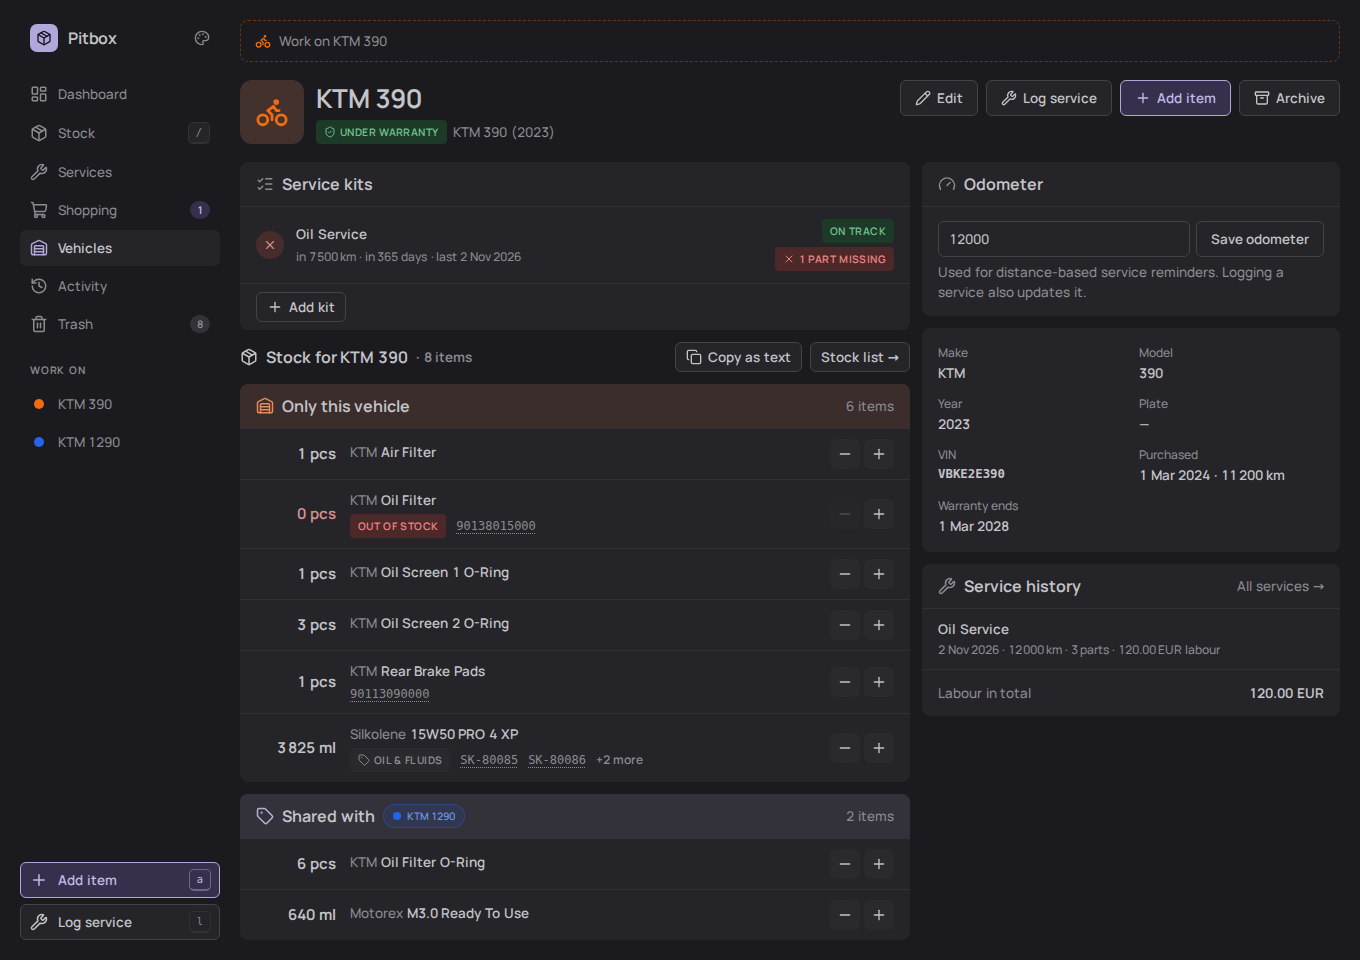 Pitbox
Dashboard
Stock /
Services
Shopping 1
Vehicles
Activity
Trash 8
WORK ON
KTM 390
KTM 1290
Add item a
Log service l
Work on KTM 390
KTM 390
UNDER WARRANTY KTM 390 (2023)
Edit
Log service
Add item
Archive
Service kits
Oil Service
in 7 500 km · in 365 days · last 2 Nov 2026
ON TRACK
1 PART MISSING
Add kit
Stock for KTM 390 · 8 items
Copy as text
Stock list →
Only this vehicle 6 items
1 pcs KTM Air Filter
0 pcs KTM Oil Filter
OUT OF STOCK 90138015000
1 pcs KTM Oil Screen 1 O-Ring
3 pcs KTM Oil Screen 2 O-Ring
1 pcs KTM Rear Brake Pads
90113090000
3 825 ml Silkolene 15W50 PRO 4 XP
OIL & FLUIDS SK-80085 SK-80086 +2 more
Shared with KTM 1290 2 items
6 pcs KTM Oil Filter O-Ring
640 ml Motorex M3.0 Ready To Use
Odometer
12000 Save odometer
Used for distance-based service reminders. Logging a
service also updates it.
Make Model
KTM 390
Year Plate
2023 —
VIN Purchased
VBKE2E390 1 Mar 2024 · 11 200 km
Warranty ends
1 Mar 2028
Service history All services →
Oil Service
2 Nov 2026 · 12 000 km · 3 parts · 120.00 EUR labour
Labour in total 120.00 EUR